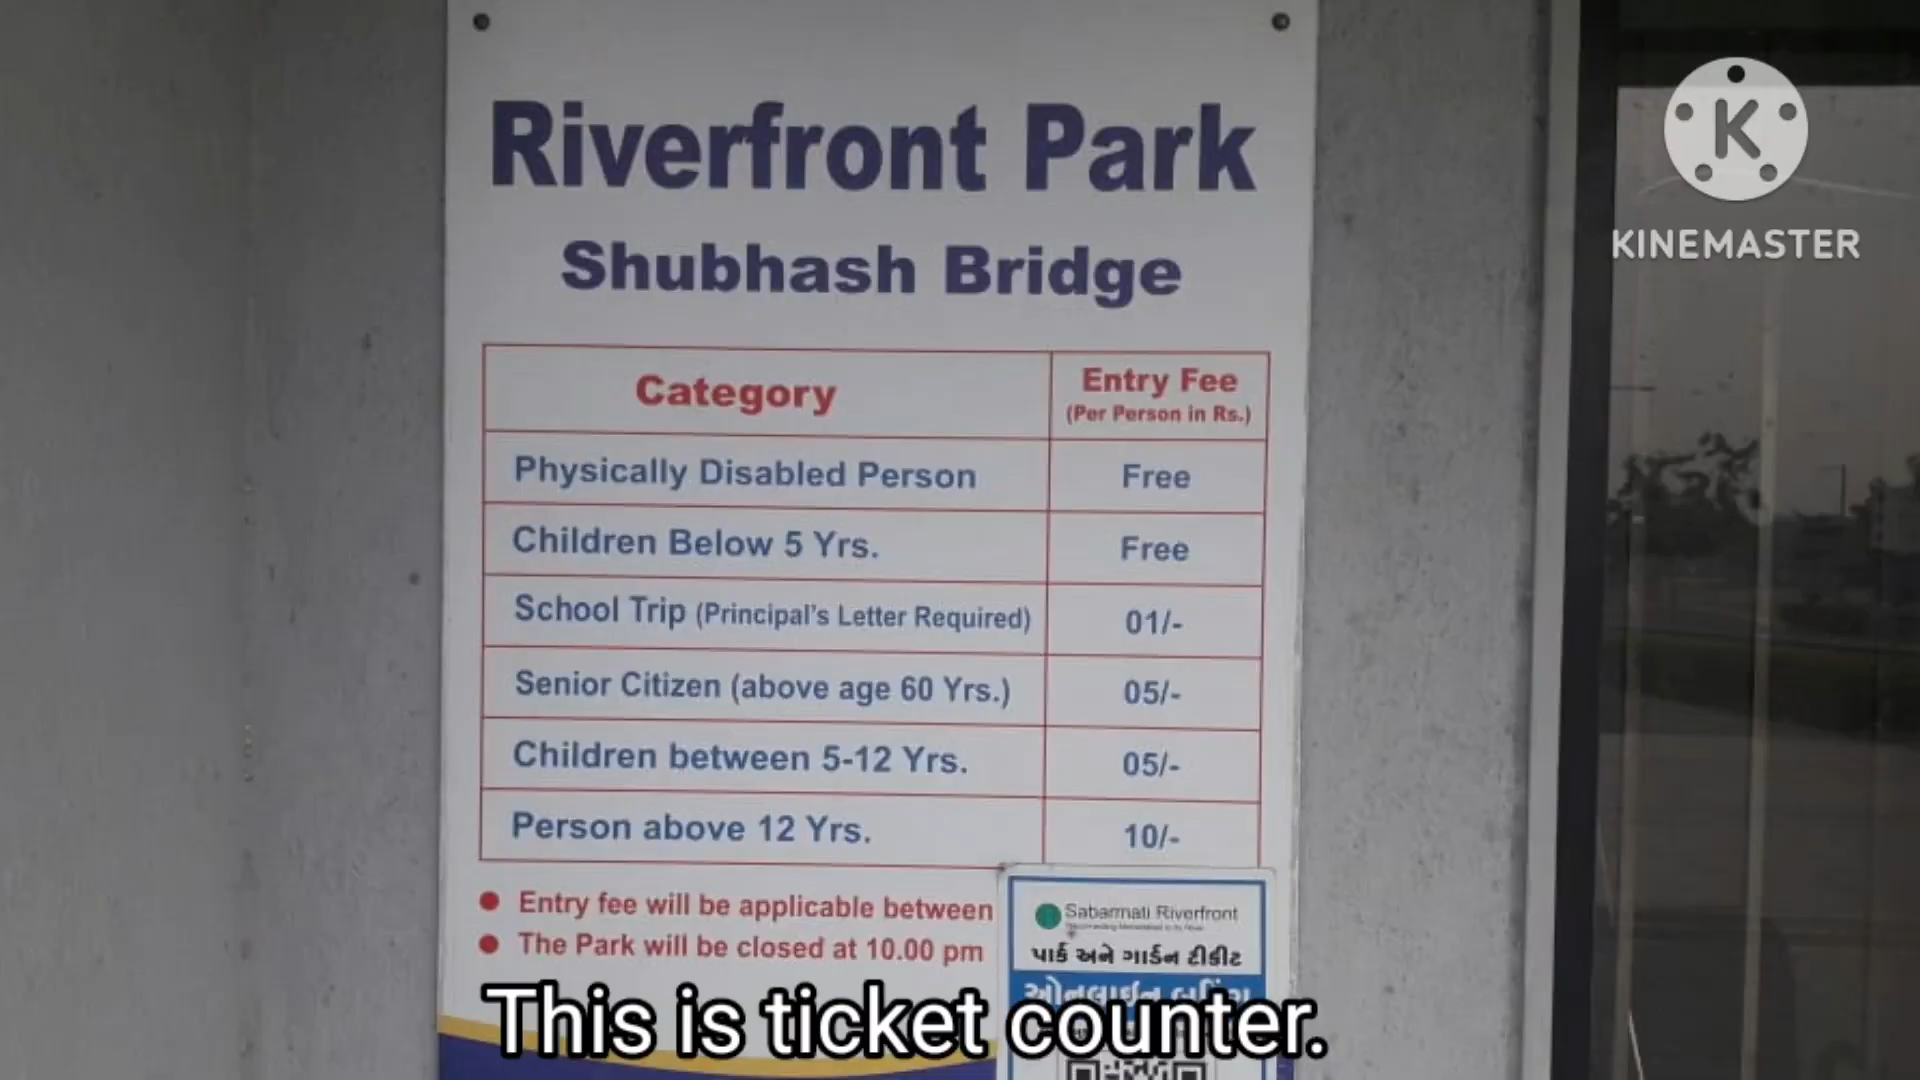 Riverfront Park
Shubhash Bridge
Category Entry Fee
(Per Person in Rs.)
Physically Disabled Person Free
Children Below 5 Yrs. Free
School Trip (Principal's Letter Required) 01/-
Senior Citizen (above age 60 Yrs.) 05/-
Children between 5-12 Yrs. 05/-
Person above 12 Yrs. 10/-
● Entry fee will be applicable between
● The Park will be closed at 10.00 pm
Sabarmati Riverfront
પાર્ક અને ગાર્ડન ટીકીટ
ઓનલાઈન બુકિંગ
This is ticket counter.
K
KINEMASTER